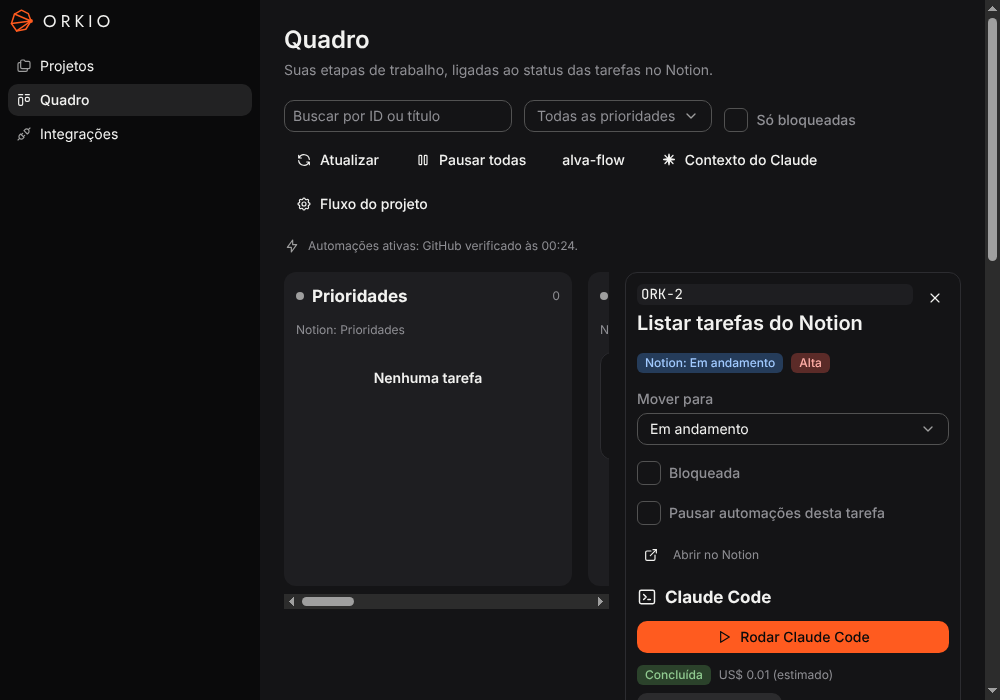 ORKIO
Projetos
Quadro
Integrações
Quadro
Suas etapas de trabalho, ligadas ao status das tarefas no Notion.
Buscar por ID ou título
Todas as prioridades
Só bloqueadas
Atualizar
Pausar todas
alva-flow
Contexto do Claude
Fluxo do projeto
Automações ativas: GitHub verificado às 00:24.
Prioridades
0
Notion: Prioridades
Nenhuma tarefa
N
ORK-2
Listar tarefas do Notion
Notion: Em andamento
Alta
Mover para
Em andamento
Bloqueada
Pausar automações desta tarefa
Abrir no Notion
Claude Code
Rodar Claude Code
Concluída
US$ 0.01 (estimado)